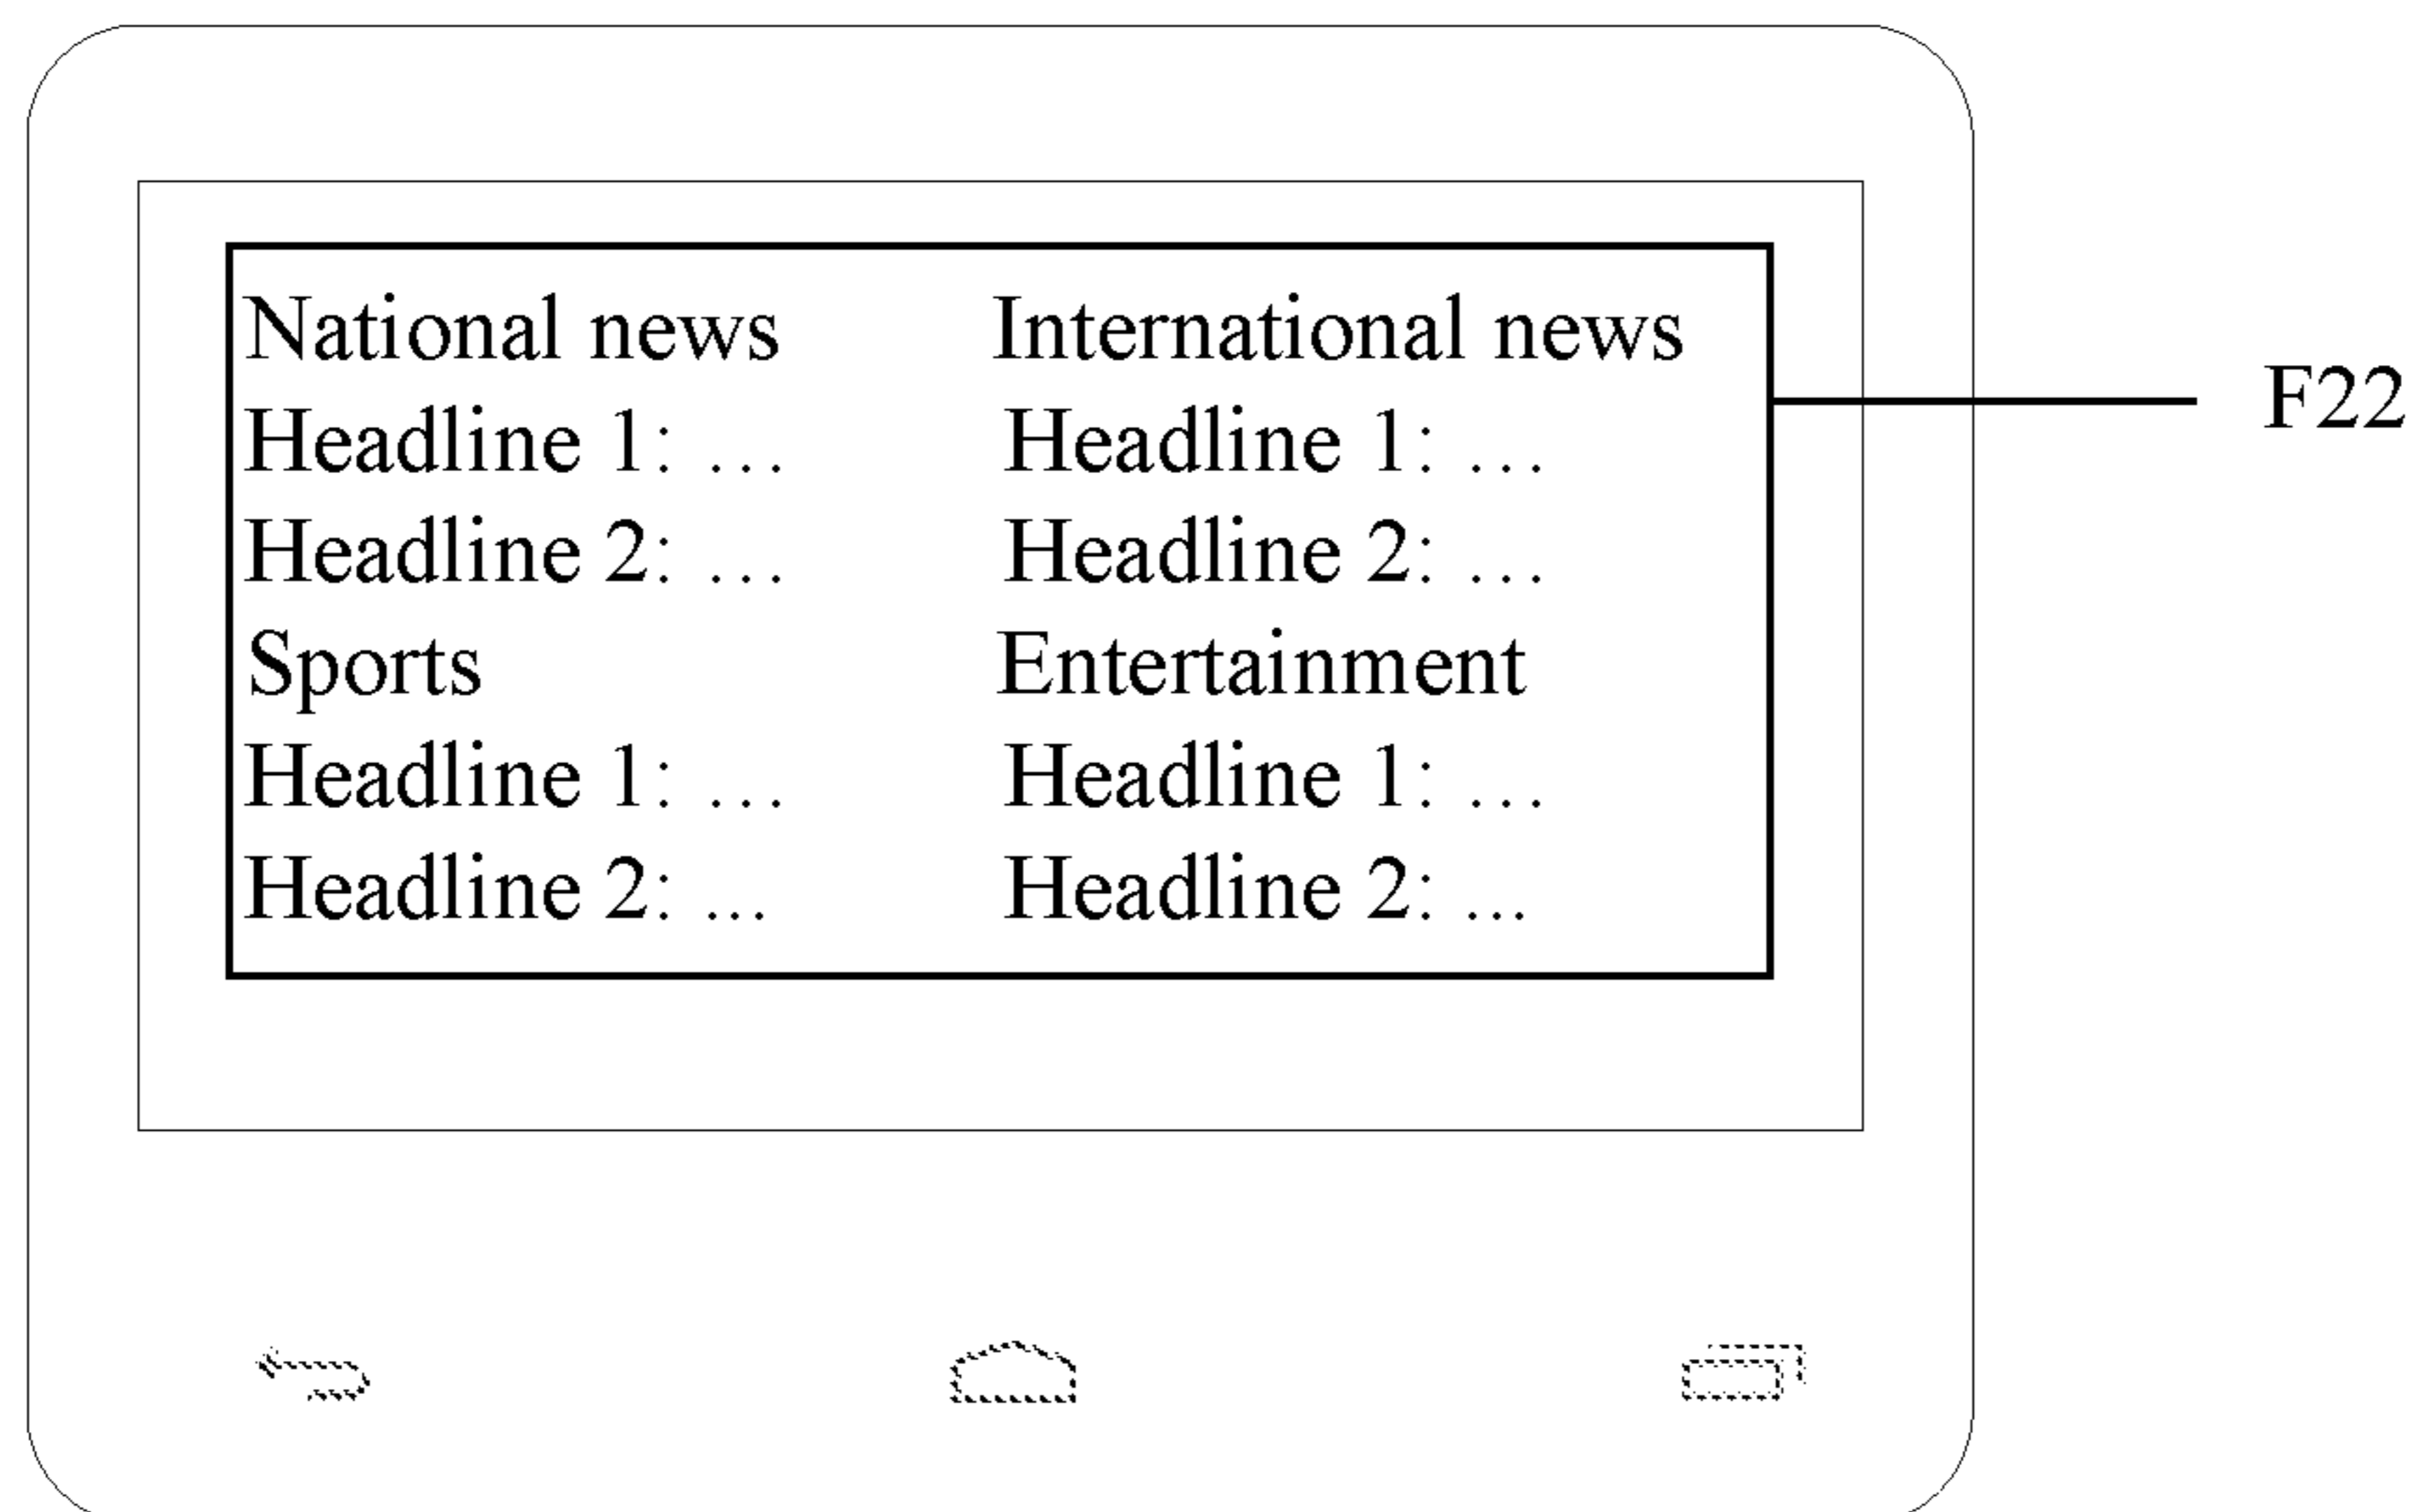 National news International news
Headline 1: … Headline 1: …
Headline 2: … Headline 2: …
Sports Entertainment
Headline 1: … Headline 1: …
Headline 2: ... Headline 2: ...
F22